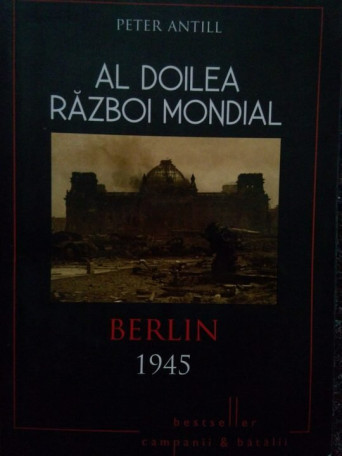 PETER ANTILL
AL DOILEA
RĂZBOI MONDIAL
BERLIN
1945
bestseller
campanii & bătălii